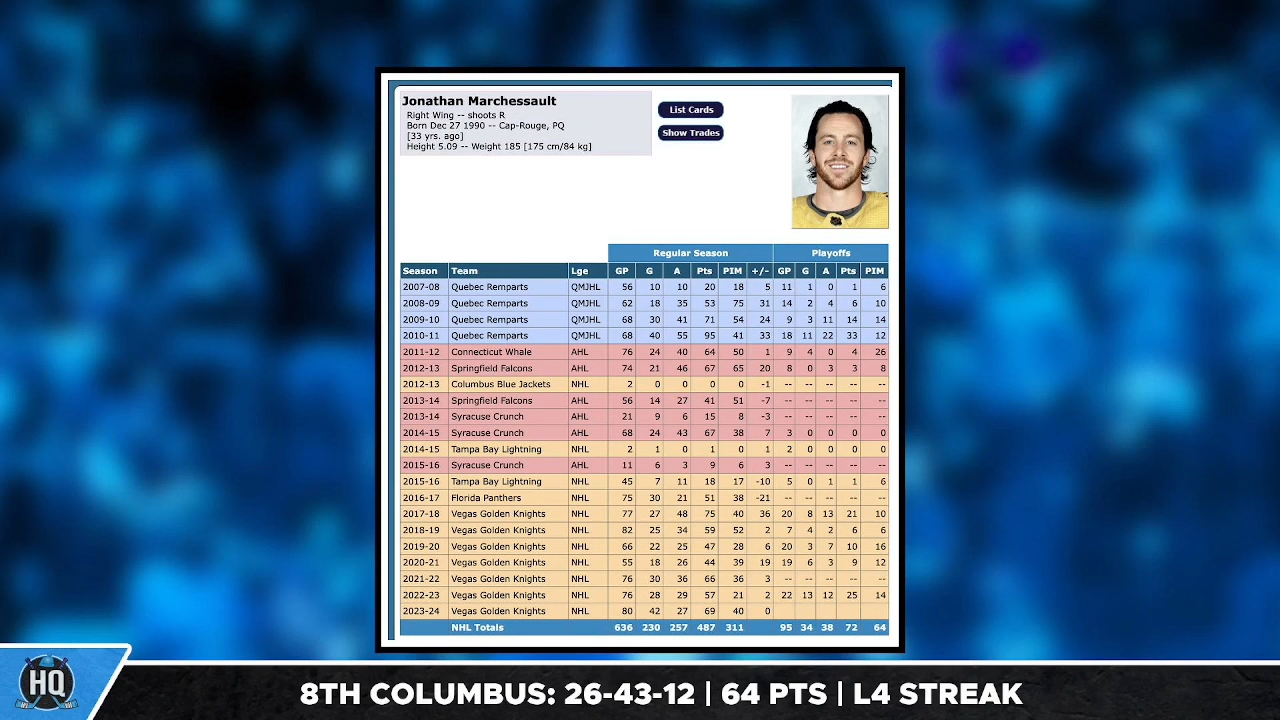 Jonathan Marchessault
Right Wing -- shoots R
Born Dec 27 1990 -- Cap-Rouge, PQ
[33 yrs. ago]
Height 5.09 -- Weight 185 [175 cm/84 kg]
List Cards
Show Trades
Regular Season Playoffs
Season Team Lge GP G A Pts PIM +/- GP G A Pts PIM
2007-08 Quebec Remparts QMJHL 56 10 10 20 18 5 11 1 0 1 6
2008-09 Quebec Remparts QMJHL 62 18 35 53 75 31 14 2 4 6 10
2009-10 Quebec Remparts QMJHL 68 30 41 71 54 24 9 3 11 14 14
2010-11 Quebec Remparts QMJHL 68 40 55 95 41 33 18 11 22 33 12
2011-12 Connecticut Whale AHL 76 24 40 64 50 1 9 4 0 4 26
2012-13 Springfield Falcons AHL 74 21 46 67 65 20 8 0 3 3 8
2012-13 Columbus Blue Jackets NHL 2 0 0 0 0 -1 -- -- -- -- --
2013-14 Springfield Falcons AHL 56 14 27 41 51 -7 -- -- -- -- --
2013-14 Syracuse Crunch AHL 21 9 6 15 8 -3 -- -- -- -- --
2014-15 Syracuse Crunch AHL 68 24 43 67 38 7 3 0 0 0 0
2014-15 Tampa Bay Lightning NHL 2 1 0 1 0 1 2 0 0 0 0
2015-16 Syracuse Crunch AHL 11 6 3 9 6 3 -- -- -- -- --
2015-16 Tampa Bay Lightning NHL 45 7 11 18 17 -10 5 0 1 1 6
2016-17 Florida Panthers NHL 75 30 21 51 38 -21 -- -- -- -- --
2017-18 Vegas Golden Knights NHL 77 27 48 75 40 36 20 8 13 21 10
2018-19 Vegas Golden Knights NHL 82 25 34 59 52 2 7 4 2 6 6
2019-20 Vegas Golden Knights NHL 66 22 25 47 28 6 20 3 7 10 16
2020-21 Vegas Golden Knights NHL 55 18 26 44 39 19 19 6 3 9 12
2021-22 Vegas Golden Knights NHL 76 30 36 66 36 3 -- -- -- -- --
2022-23 Vegas Golden Knights NHL 76 28 29 57 21 2 22 13 12 25 14
2023-24 Vegas Golden Knights NHL 80 42 27 69 40 0
NHL Totals 636 230 257 487 311 95 34 38 72 64
HQ
8TH COLUMBUS: 26-43-12 | 64 PTS | L4 STREAK